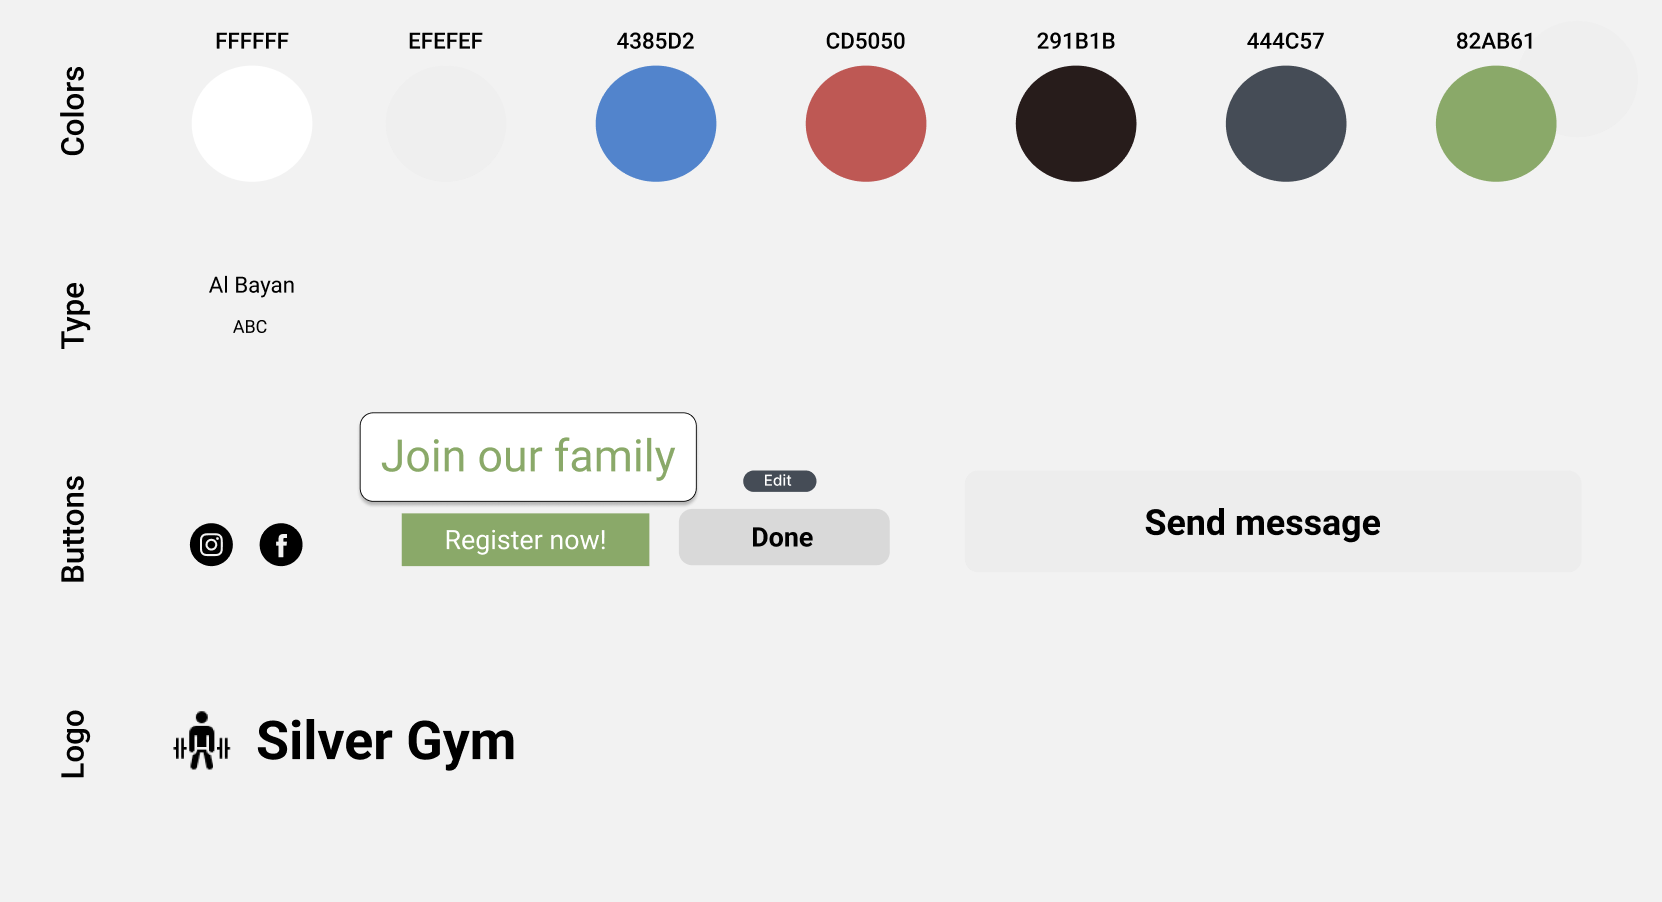 Colors
FFFFFF
EFEFEF
4385D2
CD5050
291B1B
444C57
82AB61
Type
Al Bayan
ABC
Buttons
Join our family
Register now!
Edit
Done
Send message
Logo
Silver Gym